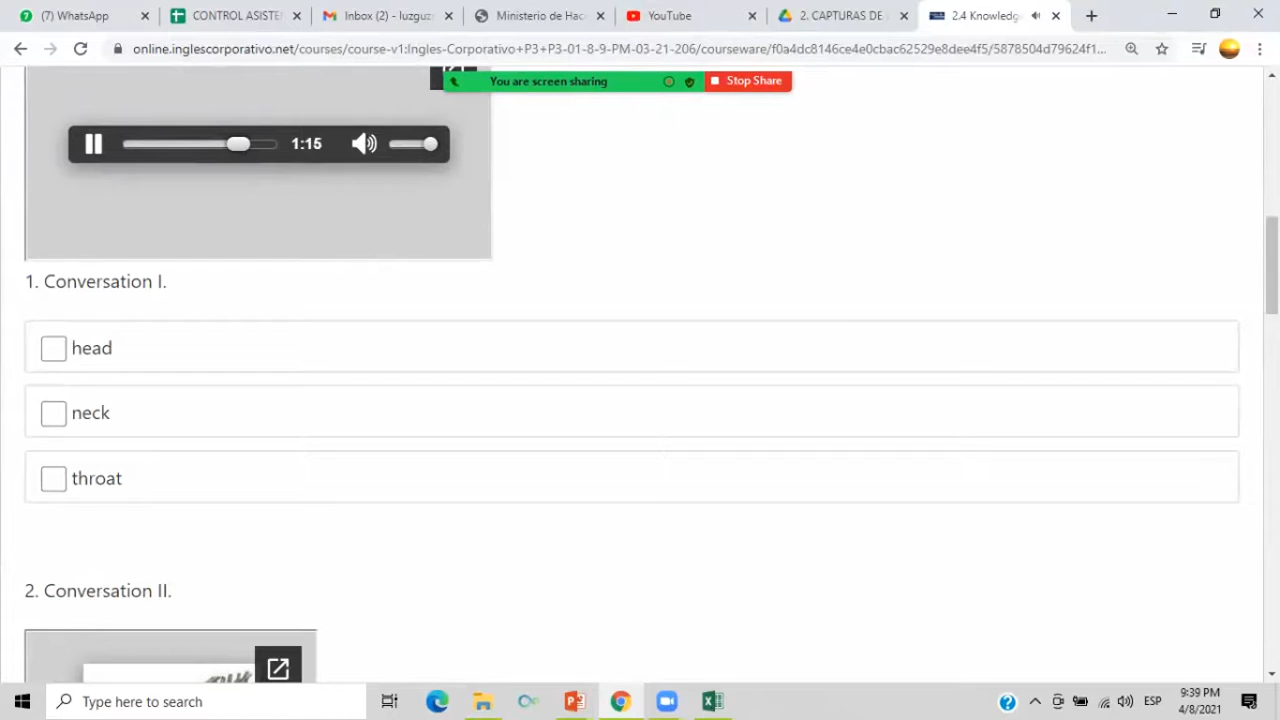 (7) WhatsApp
CONTROL ASISTE
Inbox (2) - luzguz
Ministerio de Hac
YouTube
2. CAPTURAS DE
2.4 Knowledg
online.inglescorporativo.net/courses/course-v1:Ingles-Corporativo+P3+P3-01-8-9-PM-03-21-206/courseware/f0a4dc8146ce4e0cbac62529e8dee4f5/5878504d79624f1...
You are screen sharing
Stop Share
1:15
1. Conversation I.
head
neck
throat
2. Conversation II.
Type here to search
ESP
9:39 PM
4/8/2021